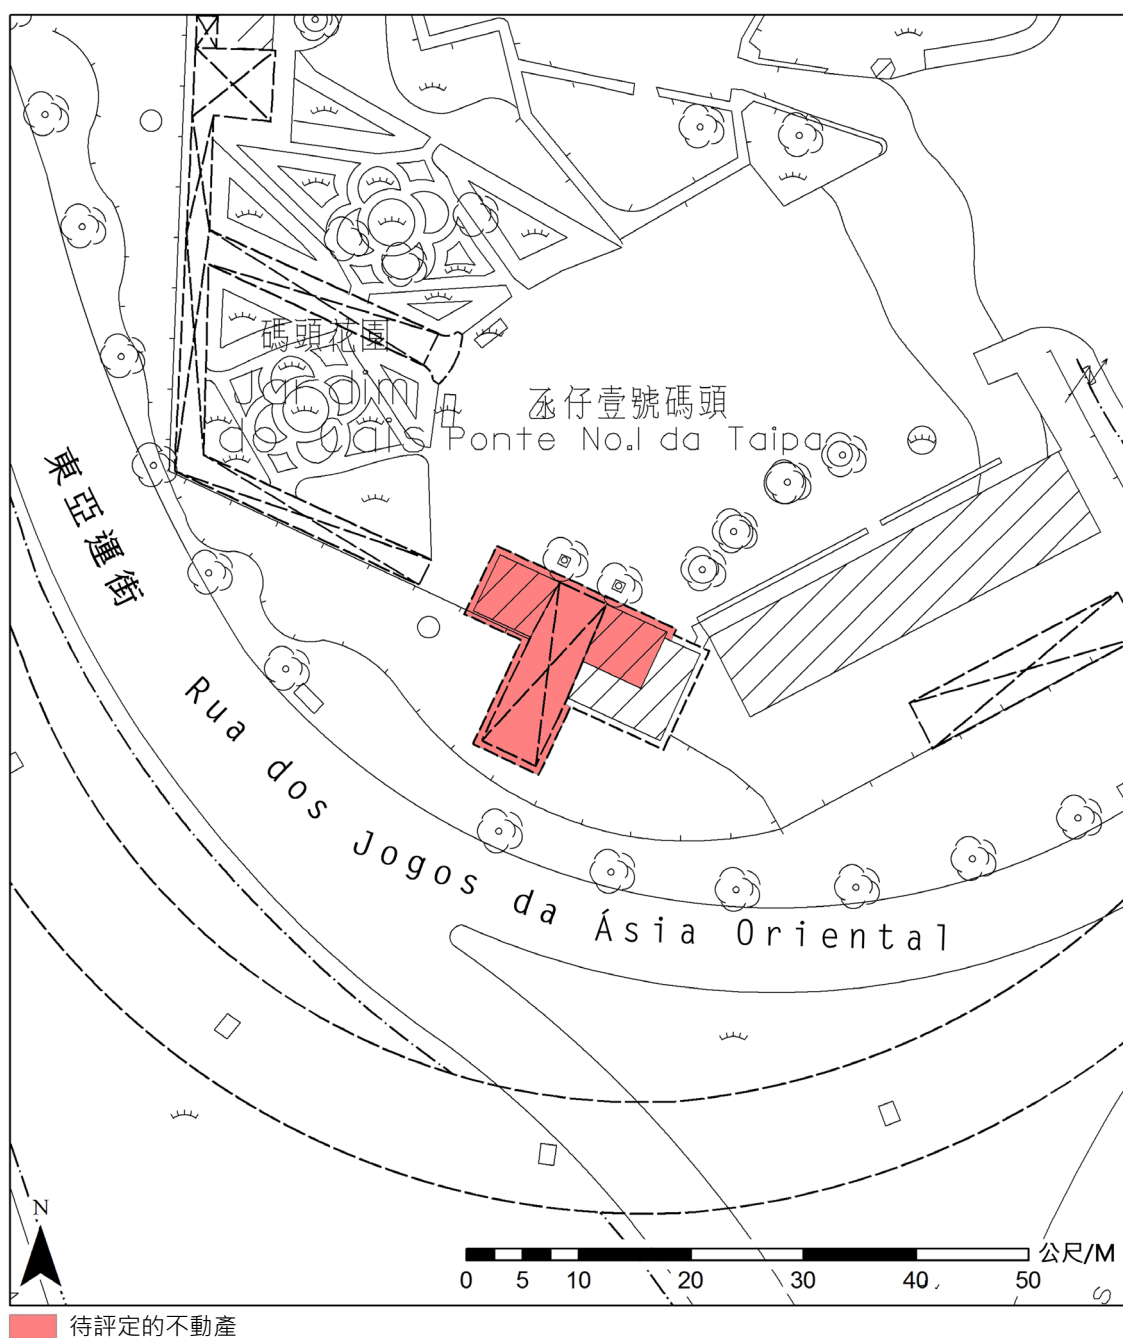 碼頭花園
Jardim
do Cais
氹仔壹號碼頭
Ponte No.1 da Taipa
東亞運街
Rua dos Jogos da Ásia Oriental
N
公尺/M
0 5 10 20 30 40 50
S
待評定的不動產